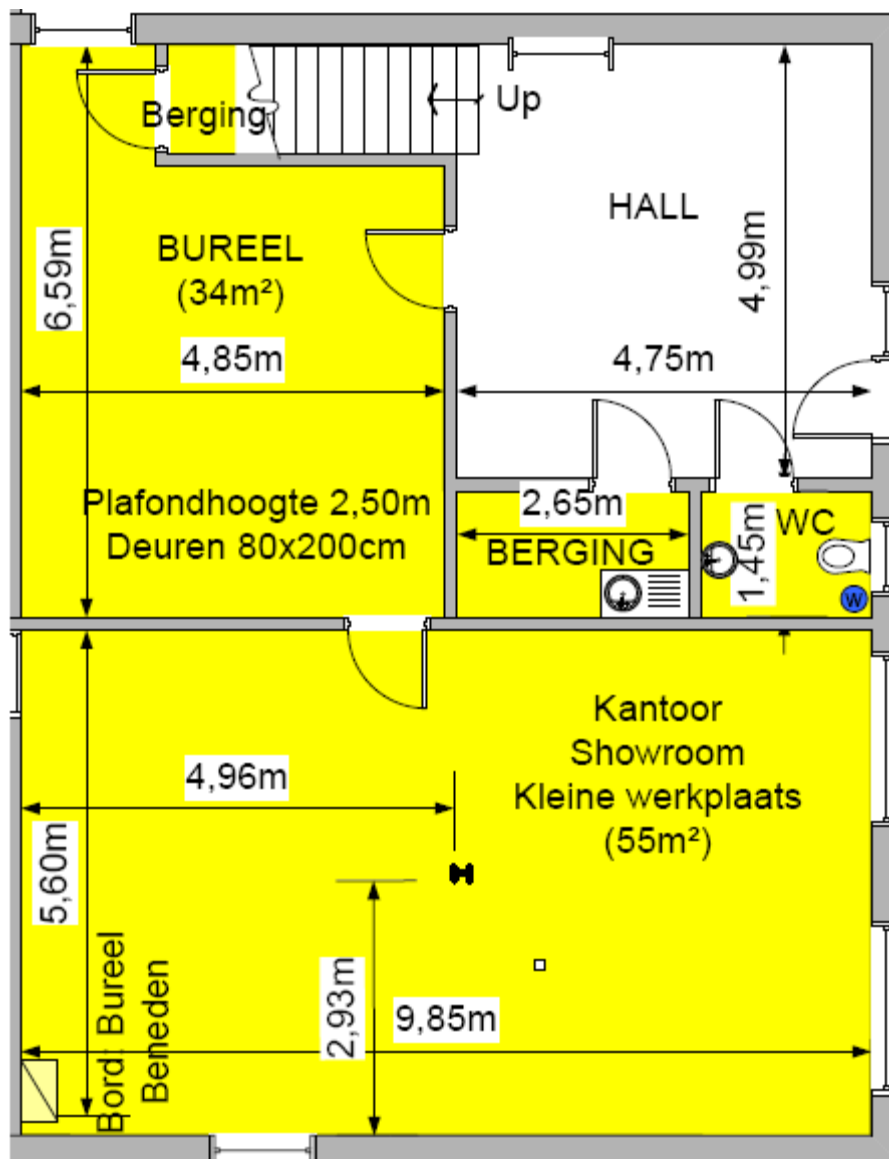 Berging
Up
HALL
BUREEL
(34m²)
6,59m
4,99m
4,85m
4,75m
Plafondhoogte 2,50m
Deuren 80x200cm
2,65m
BERGING
1,45m
WC
W
Kantoor
Showroom
Kleine werkplaats
(55m²)
4,96m
5,60m
2,93m
9,85m
Bord: Bureel
Beneden